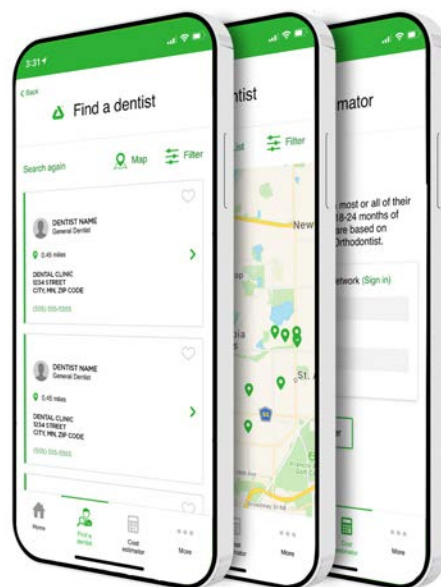 3:31
Back
Find a dentist
Search again
Map
Filter
DENTIST NAME
General Dentist
0.45 miles
DENTAL CLINIC
1234 STREET
CITY, MN, ZIP CODE
(555) 555-5555
DENTIST NAME
General Dentist
0.45 miles
DENTAL CLINIC
1234 STREET
CITY, MN, ZIP CODE
(555) 555-5555
Home
Find a
dentist
Cost
estimator
More
ntist
Filter
New
St. A
More
mator
most or all of their
18-24 months of
are based on
Orthodontist.
etwork (Sign in)
Cost
estimator
More